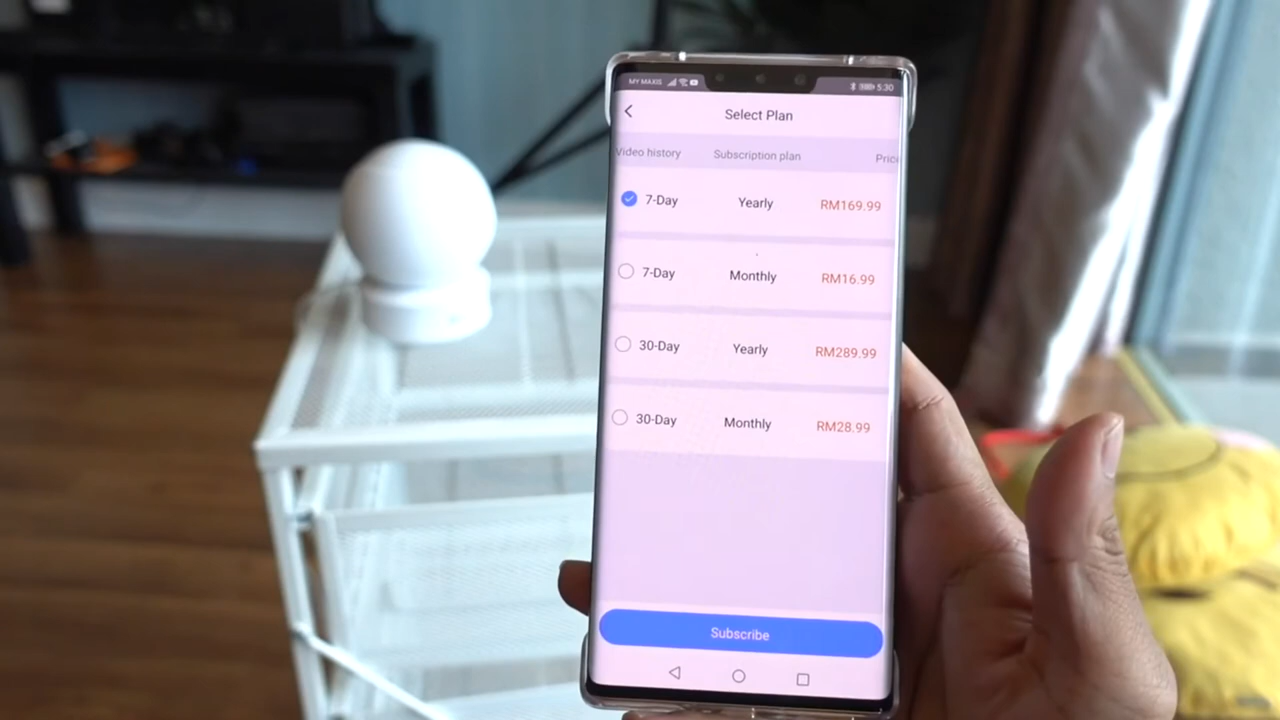 MY MAXIS 5:30
Select Plan
Video history Subscription plan Price
7-Day Yearly RM169.99
7-Day Monthly RM16.99
30-Day Yearly RM289.99
30-Day Monthly RM28.99
Subscribe